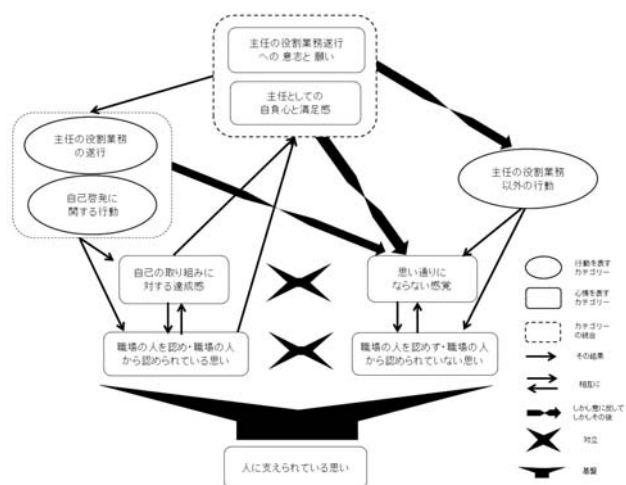 主任の役割業務遂行
への 意志と 願い
主任としての
自負心と満足感
主任の役割業務
の遂行
自己啓発に
関する行動
主任の役割業務
以外の行動
自己の取り組みに
対する達成感
思い通りに
ならない感覚
職場の人を認め・職場の人
から認められている思い
職場の人を認めず・職場の人
から認められていない思い
人に支えられている思い
行動を表す
カテゴリー
心情を表す
カテゴリー
カテゴリー
の統合
その結果
相互に
しかし意に反して
しかしその後
対立
基盤